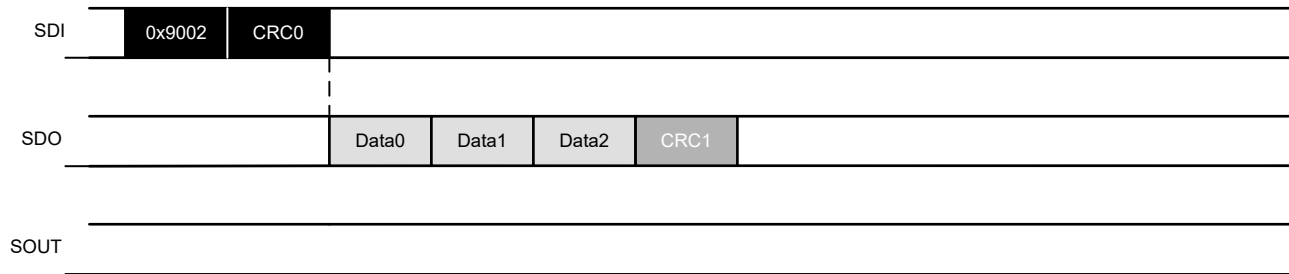 SDI 0x9002 CRC0
SDO Data0 Data1 Data2 CRC1
SOUT